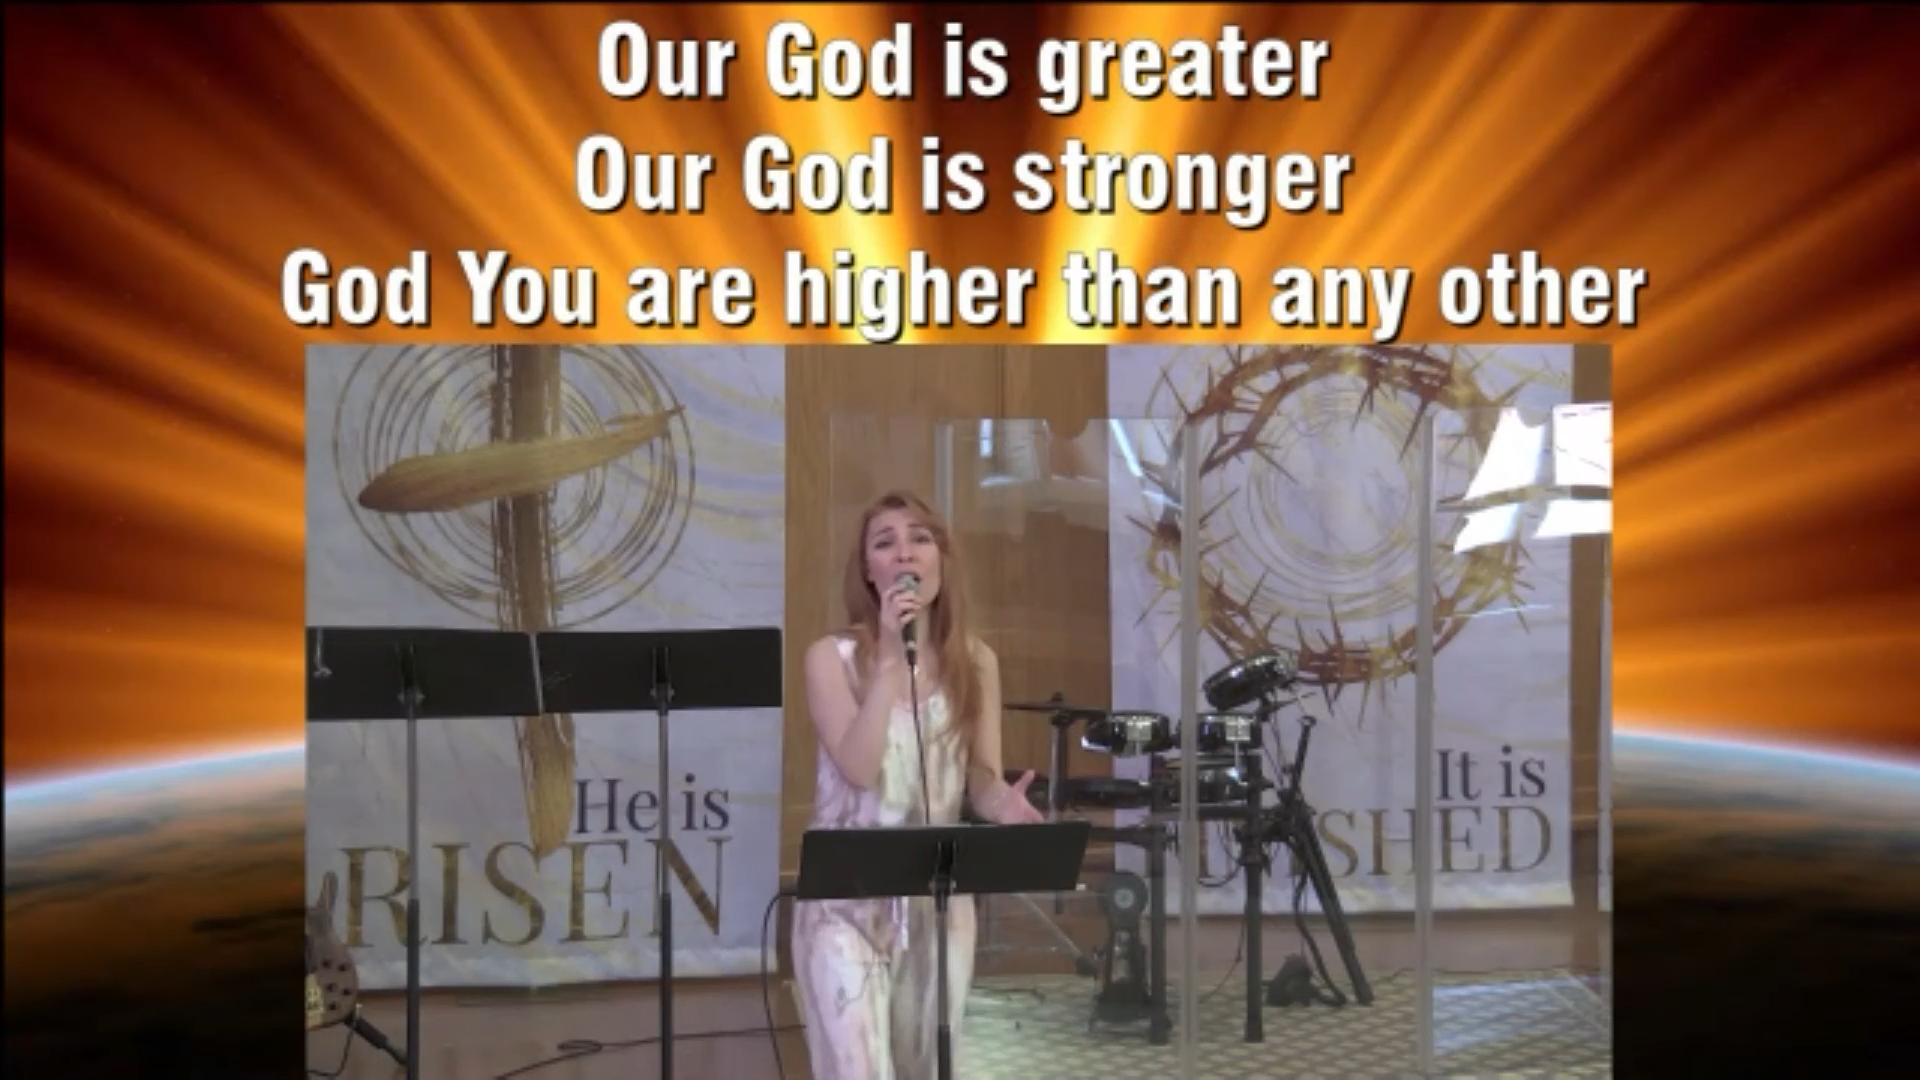 Our God is greater
Our God is stronger
God You are higher than any other
He is
RISEN
It is
FINISHED